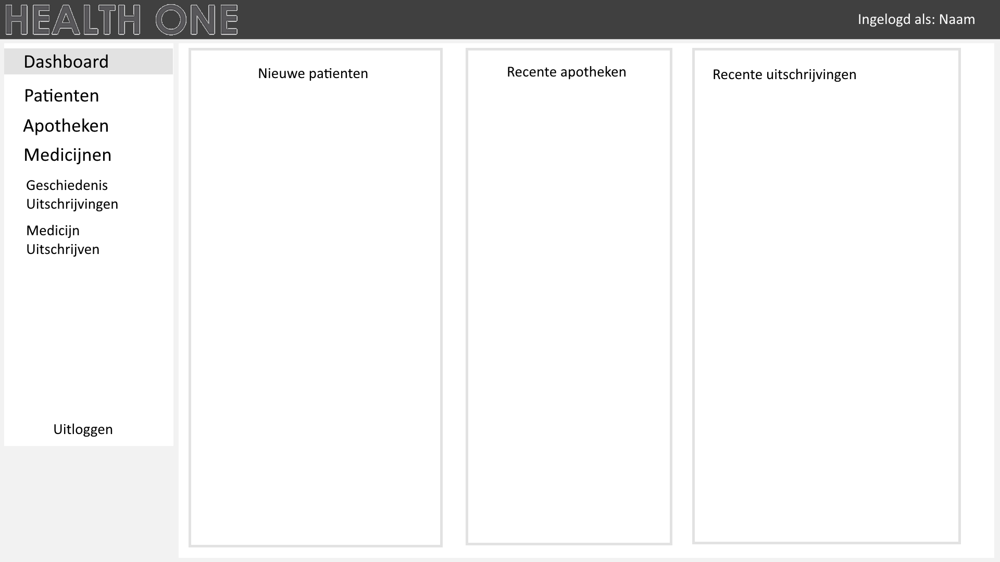 HEALTH ONE
Ingelogd als: Naam
Dashboard
Patienten
Apotheken
Medicijnen
Geschiedenis
Uitschrijvingen
Medicijn
Uitschrijven
Uitloggen
Nieuwe patienten
Recente apotheken
Recente uitschrijvingen